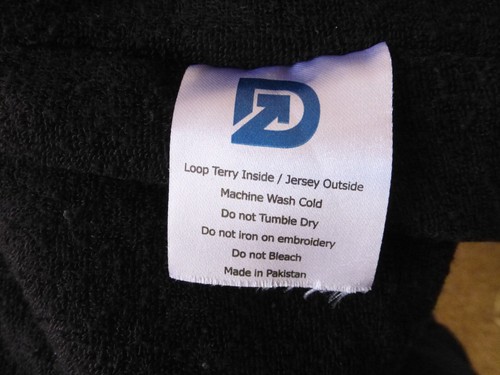 D
Loop Terry Inside / Jersey Outside
Machine Wash Cold
Do not Tumble Dry
Do not iron on embroidery
Do not Bleach
Made in Pakistan